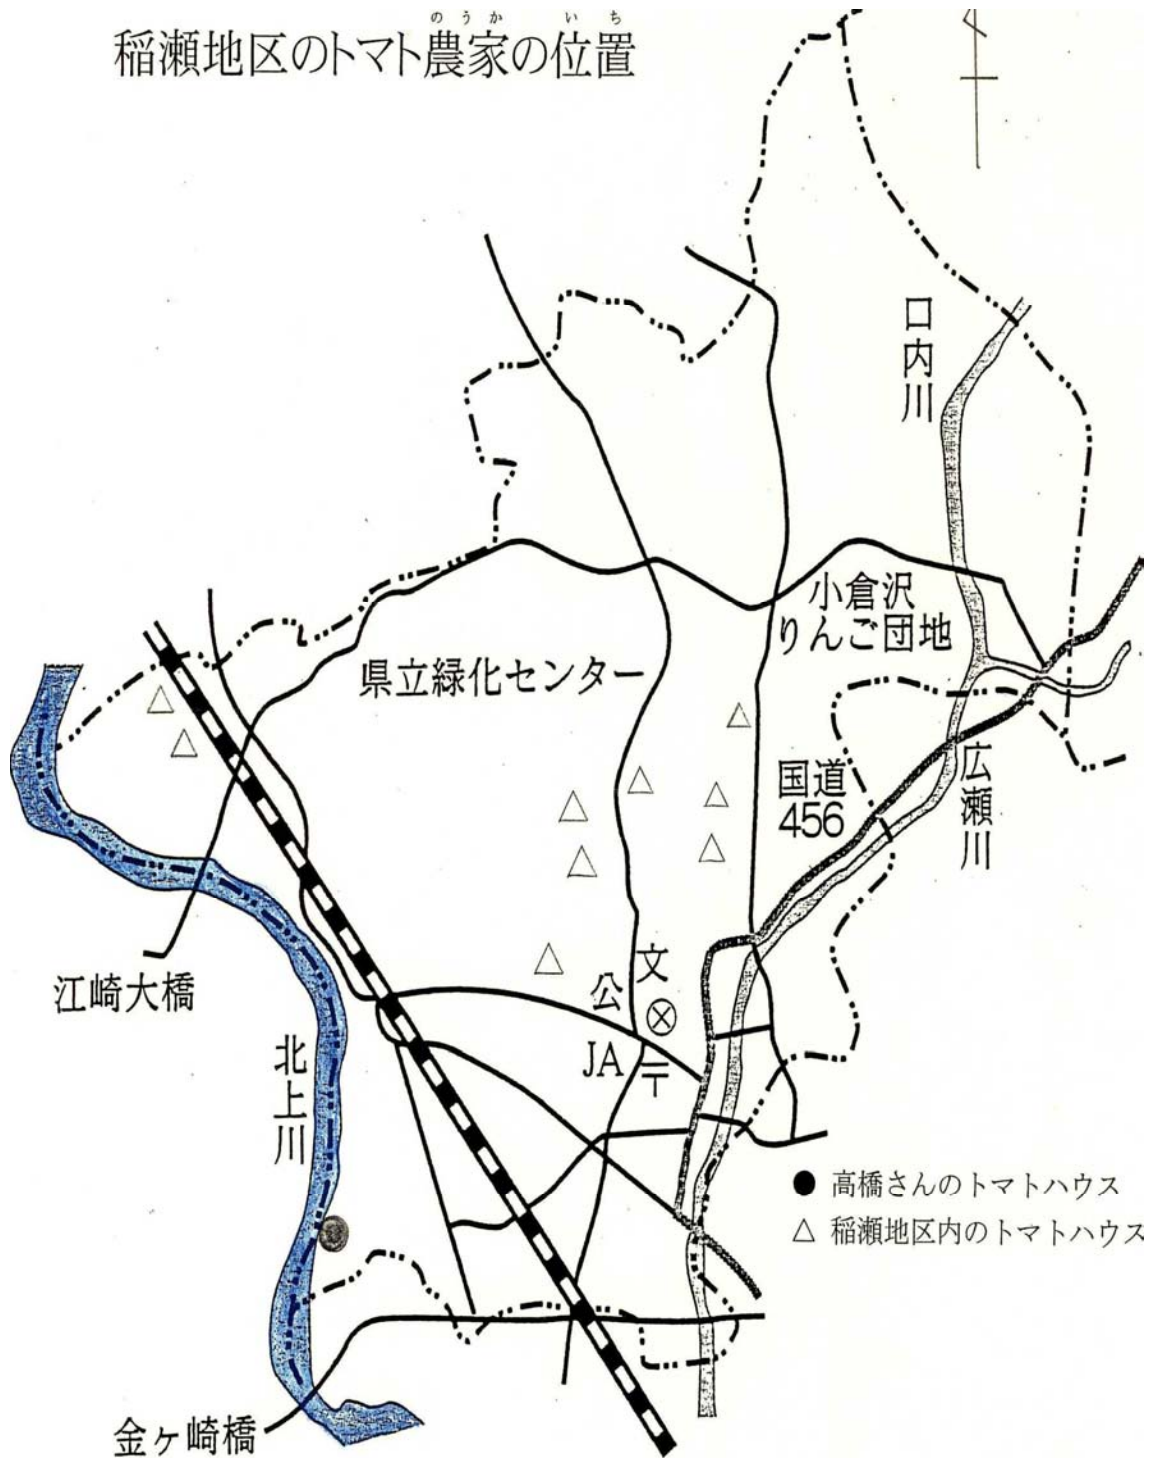 のうか いち
稲瀬地区のトマト農家の位置
口内川
小倉沢
りんご団地
県立緑化センター
国道
456
広瀬川
江崎大橋
文
公
JA
北上川
● 高橋さんのトマトハウス
△ 稲瀬地区内のトマトハウス
金ヶ崎橋